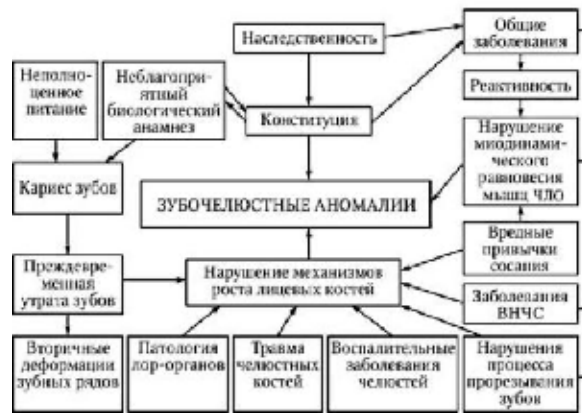 Наследственность
Общие
заболевания
Неполно-
ценное
питание
Неблагопри-
ятный
биологический
анамнез
Конституция
Реактивность
Нарушение
миодинами-
ческого
равновесия
мышц ЧЛО
Кариес зубов
ЗУБОЧЕЛЮСТНЫЕ АНОМАЛИИ
Вредные
привычки
сосания
Преждевре-
менная
утрата зубов
Нарушение механизмов
роста лицевых костей
Заболевания
ВНЧС
Вторичные
деформации
зубных рядов
Патология
лор-органов
Травма
челюстных
костей
Воспалительные
заболевания
челюстей
Нарушения
процесса
прорезывания
зубов